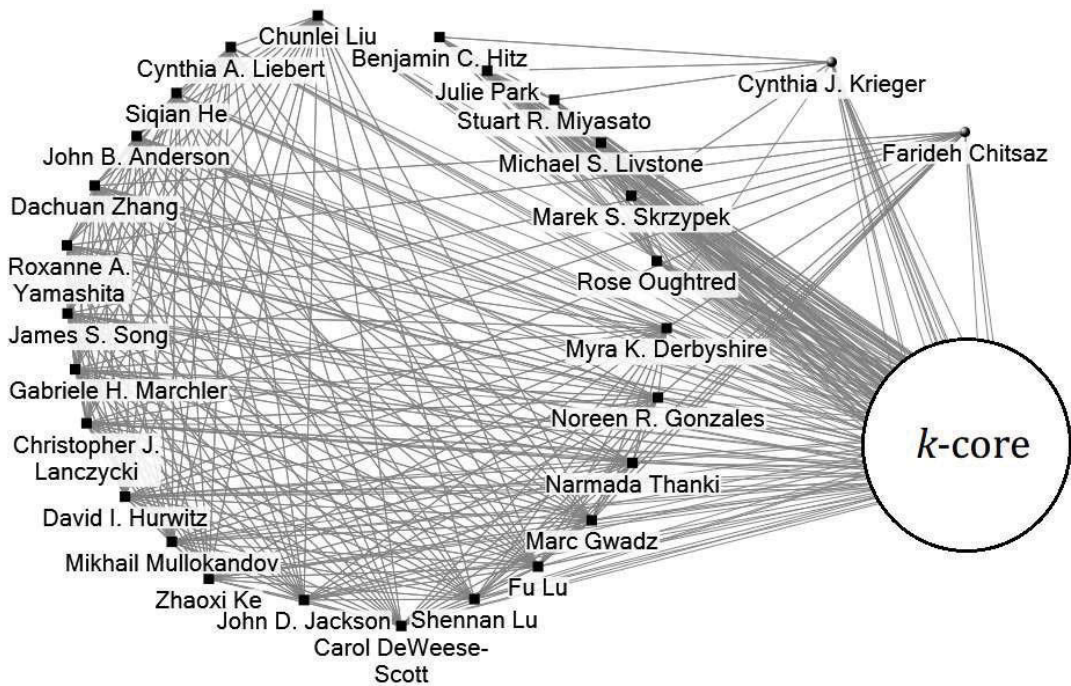 Chunlei Liu
Benjamin C. Hitz
Cynthia A. Liebert
Cynthia J. Krieger
Julie Park
Siqian He
Stuart R. Miyasato
John B. Anderson
Michael S. Livstone
Farideh Chitsaz
Dachuan Zhang
Marek S. Skrzypek
Roxanne A.
Yamashita
Rose Oughtred
James S. Song
Myra K. Derbyshire
Gabriele H. Marchler
Noreen R. Gonzales
k-core
Christopher J.
Lanczycki
Narmada Thanki
David I. Hurwitz
Marc Gwadz
Mikhail Mullokandov
Fu Lu
Zhaoxi Ke
John D. Jackson
Shennan Lu
Carol DeWeese-
Scott